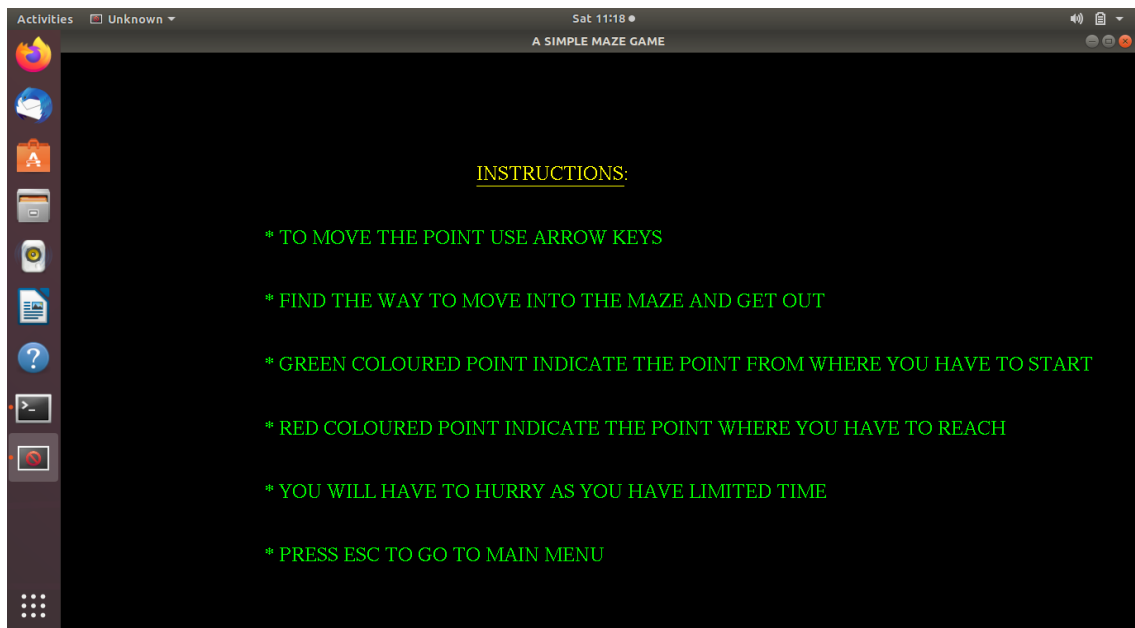 Activities Unknown Sat 11:18
A SIMPLE MAZE GAME
INSTRUCTIONS:
* TO MOVE THE POINT USE ARROW KEYS
* FIND THE WAY TO MOVE INTO THE MAZE AND GET OUT
* GREEN COLOURED POINT INDICATE THE POINT FROM WHERE YOU HAVE TO START
* RED COLOURED POINT INDICATE THE POINT WHERE YOU HAVE TO REACH
* YOU WILL HAVE TO HURRY AS YOU HAVE LIMITED TIME
* PRESS ESC TO GO TO MAIN MENU